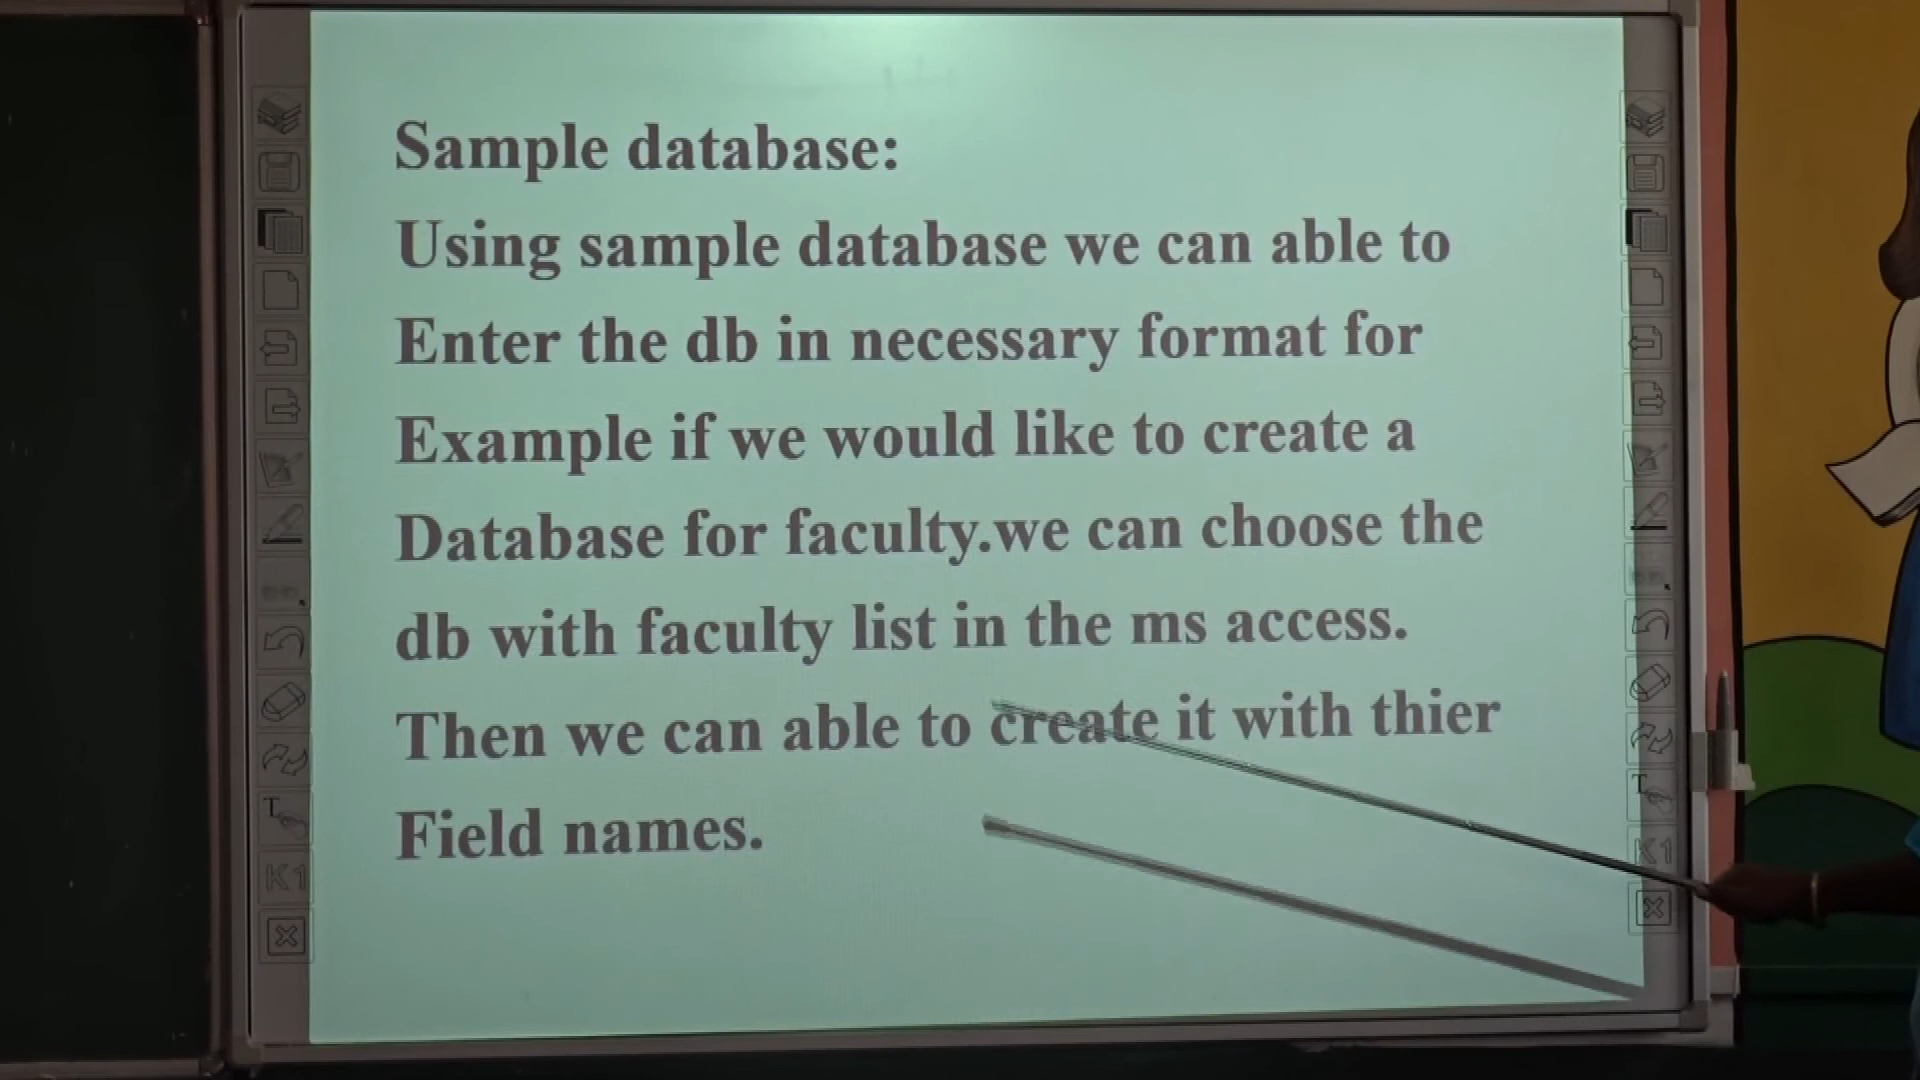 Sample database:
Using sample database we can able to
Enter the db in necessary format for
Example if we would like to create a
Database for faculty.we can choose the
db with faculty list in the ms access.
Then we can able to create it with thier
Field names.
T
K1
T
K1